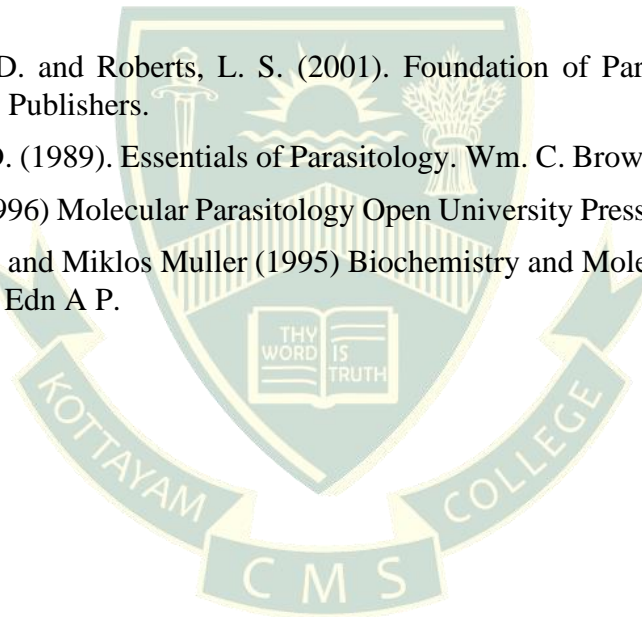 D. and Roberts, L. S. (2001). Foundation of Par
Publishers.
. (1989). Essentials of Parasitology. Wm. C. Brow
996) Molecular Parasitology Open University Press
and Miklos Muller (1995) Biochemistry and Mole
Edn A P.
THY
WORD IS
TRUTH
KOTTAYAM
COLLEGE
CMS